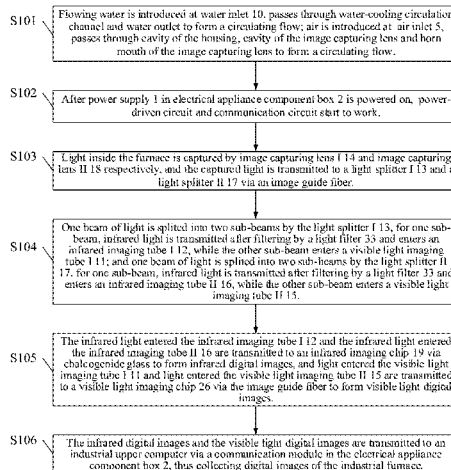 S101
Flowing water is introduced at water inlet 10, passes through water-cooling circulation
channel and water outlet to form a circulating flow; air is introduced at air inlet 5,
passes through cavity of the housing, cavity of the image capturing lens and horn
mouth of the image capturing lens to form a circulating flow.
S102
After power supply 1 in electrical appliance component box 2 is powered on, power-
driven circuit and communication circuit start to work.
S103
Light inside the furnace is captured by image capturing lens I 14 and image capturing
lens II 18 respectively, and the captured light is transmitted to a light splitter I 13 and a
light splitter II 17 via an image guide fiber.
S104
One beam of light is splited into two sub-beams by the light splitter I 13, for one sub-
beam, infrared light is transmitted after filtering by a light filter 33 and enters an
infrared imaging tube I 12, while the other sub-beam enters a visible light imaging
tube I 11; and one beam of light is splited into two sub-beams by the light splitter II
17, for one sub-beam, infrared light is transmitted after filtering by a light filter 33 and
enters an infrared imaging tube II 16, while the other sub-beam enters a visible light
imaging tube II 15.
S105
The infrared light entered the infrared imaging tube I 12 and the infrared light entered
the infrared imaging tube II 16 are transmitted to an infrared imaging chip 19 via
chalcogenide glass to form infrared digital images, and light entered the visible light
imaging tube I 11 and light entered the visible light imaging tube II 15 are transmitted
to a visible light imaging chip 26 via the image guide fiber to form visible light digital
images.
S106
The infrared digital images and the visible light digital images are transmitted to an
industrial upper computer via a communication module in the electrical appliance
component box 2, thus collecting digital images of the industrial furnace.